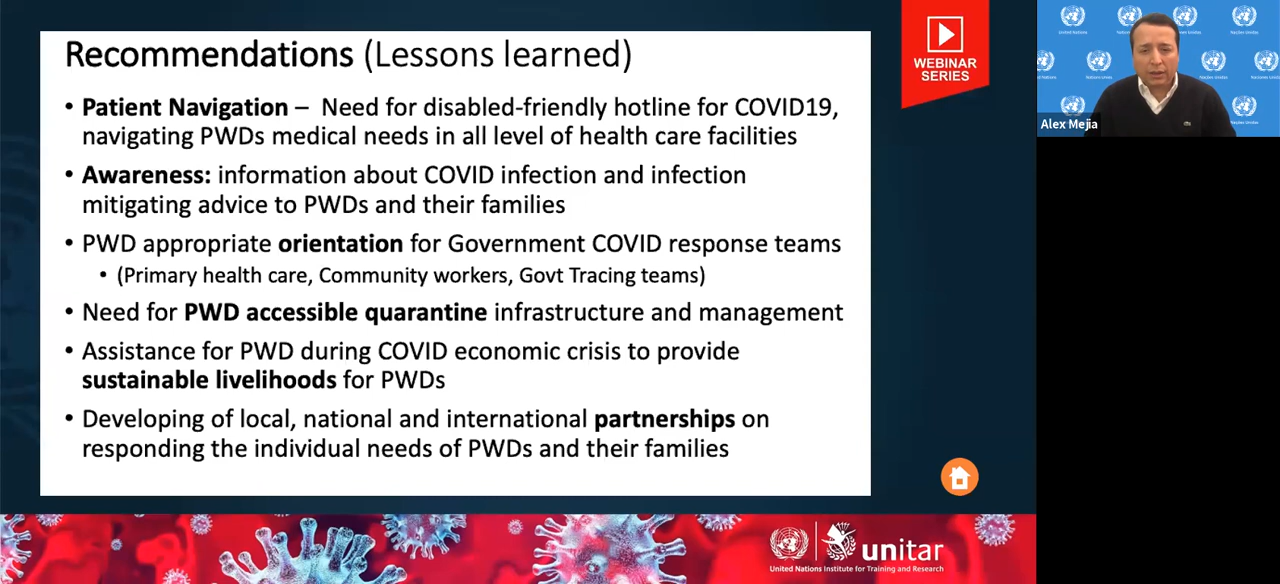 Recommendations (Lessons learned)
• Patient Navigation – Need for disabled-friendly hotline for COVID19,
navigating PWDs medical needs in all level of health care facilities
• Awareness: information about COVID infection and infection
mitigating advice to PWDs and their families
• PWD appropriate orientation for Government COVID response teams
• (Primary health care, Community workers, Govt Tracing teams)
• Need for PWD accessible quarantine infrastructure and management
• Assistance for PWD during COVID economic crisis to provide
sustainable livelihoods for PWDs
• Developing of local, national and international partnerships on
responding the individual needs of PWDs and their families
WEBINAR
SERIES
Alex Mejia
unitar
United Nations Institute for Training and Research